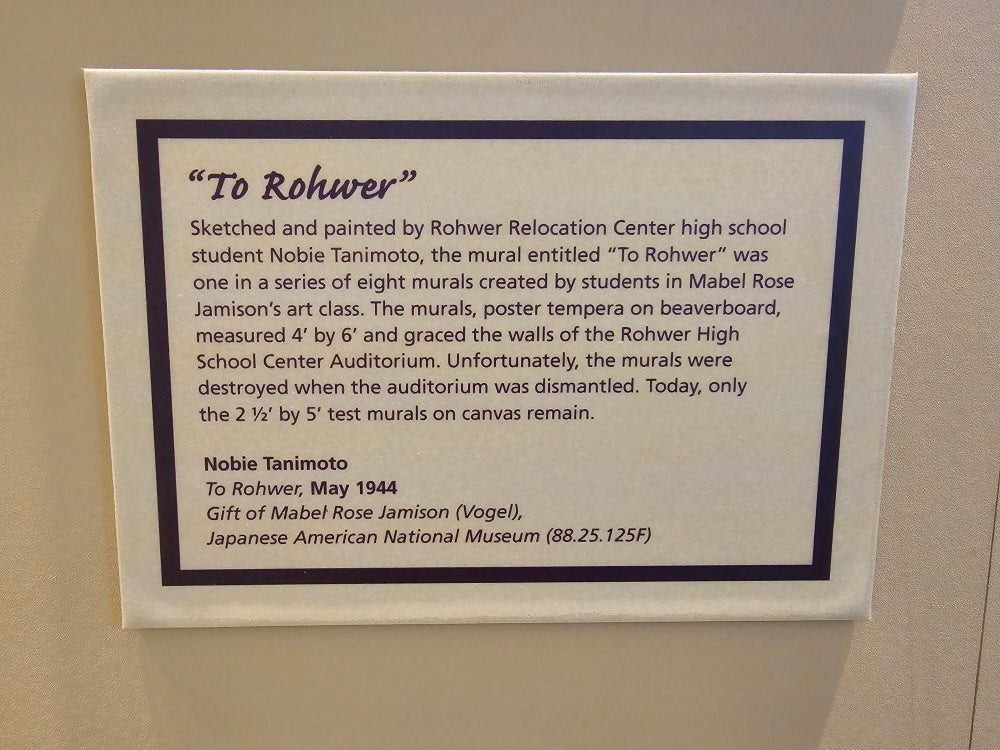 “To Rohwer”
Sketched and painted by Rohwer Relocation Center high school
student Nobie Tanimoto, the mural entitled “To Rohwer” was
one in a series of eight murals created by students in Mabel Rose
Jamison’s art class. The murals, poster tempera on beaverboard,
measured 4’ by 6’ and graced the walls of the Rohwer High
School Center Auditorium. Unfortunately, the murals were
destroyed when the auditorium was dismantled. Today, only
the 2 ½’ by 5’ test murals on canvas remain.
Nobie Tanimoto
To Rohwer, May 1944
Gift of Mabel Rose Jamison (Vogel),
Japanese American National Museum (88.25.125F)